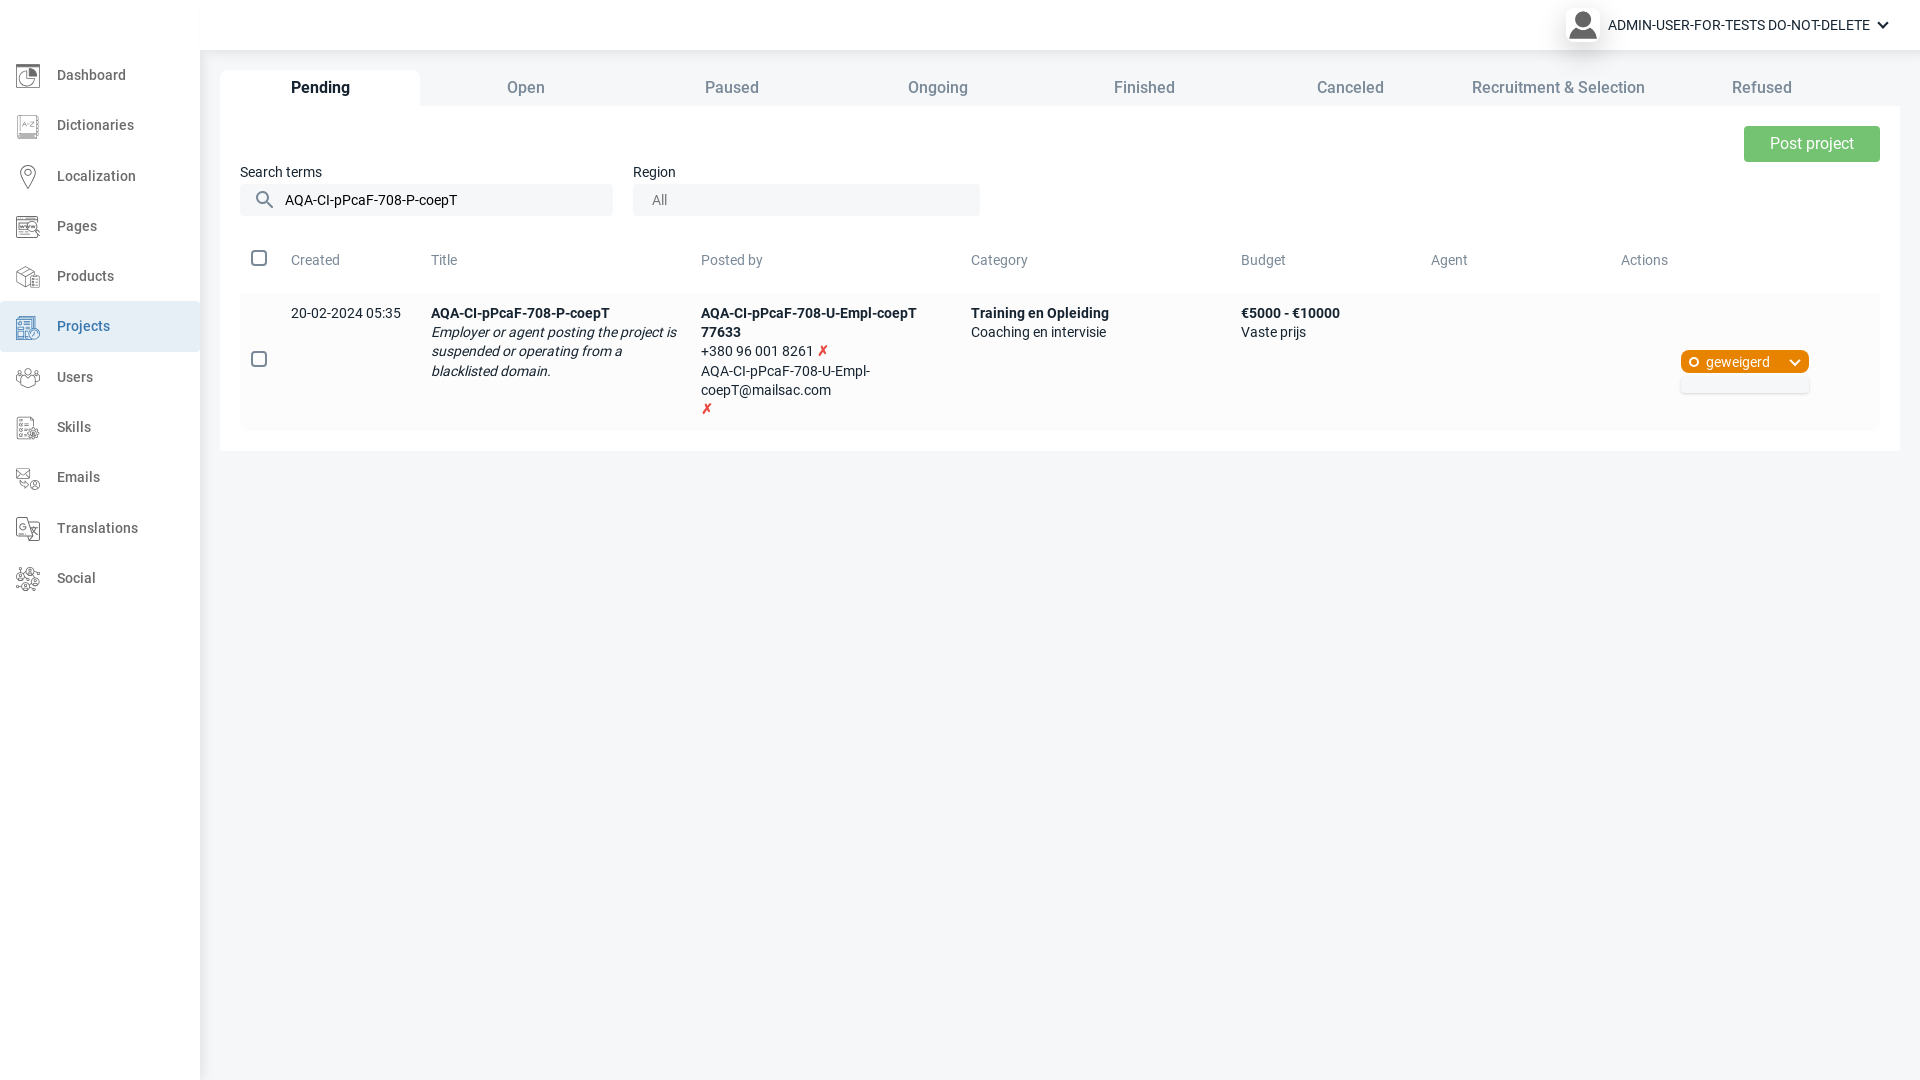 ADMIN-USER-FOR-TESTS DO-NOT-DELETE
Dashboard
Dictionaries
Localization
Pages
Products
Projects
Users
Skills
Emails
Translations
Social
Pending Open Paused Ongoing Finished Canceled Recruitment & Selection Refused
Post project
Search terms Region
AQA-CI-pPcaF-708-P-coepT All
Created Title Posted by Category Budget Agent Actions
20-02-2024 05:35
AQA-CI-pPcaF-708-P-coepT
Employer or agent posting the project is
suspended or operating from a
blacklisted domain.
AQA-CI-pPcaF-708-U-Empl-coepT
77633
+380 96 001 8261 ✗
AQA-CI-pPcaF-708-U-Empl-
coepT@mailsac.com
✗
Training en Opleiding
Coaching en intervisie
€5000 - €10000
Vaste prijs
geweigerd